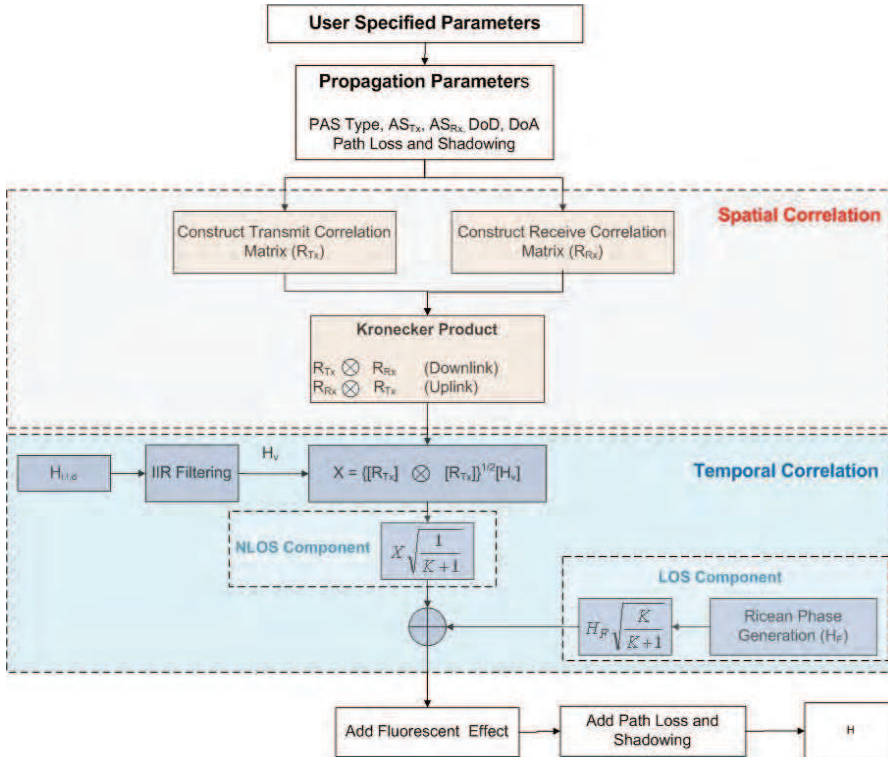 User Specified Parameters
Propagation Parameters
PAS Type, AS_Tx, AS_Rx, DoD, DoA
Path Loss and Shadowing
Spatial Correlation
Construct Transmit Correlation
Matrix (R_Tx)
Construct Receive Correlation
Matrix (R_Rx)
Kronecker Product
R_Tx ⊗ R_Rx (Downlink)
R_Rx ⊗ R_Tx (Uplink)
Temporal Correlation
H_i.i.d
IIR Filtering
H_v
X = {[R_Tx] ⊗ [R_Tx]}^1/2[H_v]
NLOS Component
X√(1/(K+1))
LOS Component
H_F√(K/(K+1))
Ricean Phase
Generation (H_F)
Add Fluorescent Effect
Add Path Loss and
Shadowing
H